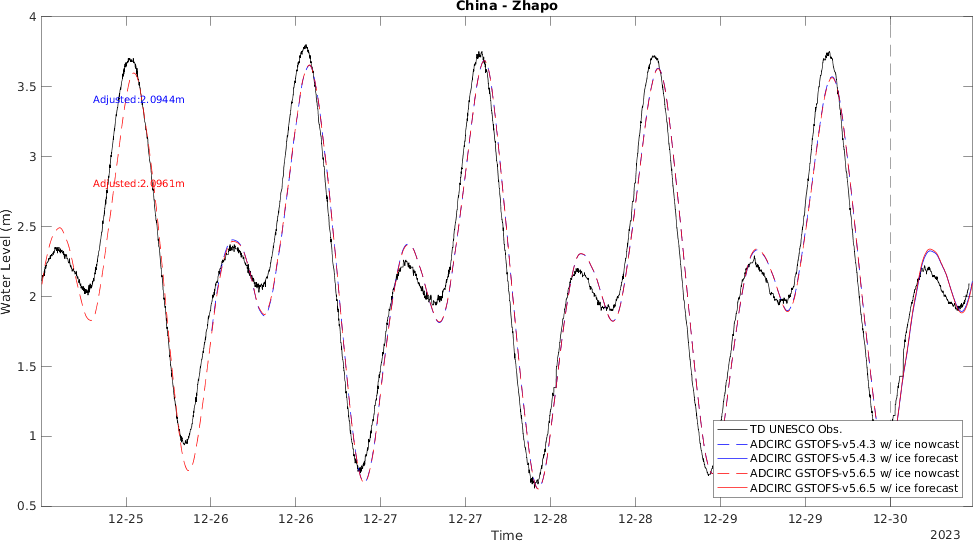 China - Zhapo
4
3.5
3
2.5
2
1.5
1
0.5
Water Level (m)
Adjusted:2.0944m
Adjusted:2.0961m
TD UNESCO Obs.
ADCIRC GSTOFS-v5.4.3 w/ ice nowcast
ADCIRC GSTOFS-v5.4.3 w/ ice forecast
ADCIRC GSTOFS-v5.6.5 w/ ice nowcast
ADCIRC GSTOFS-v5.6.5 w/ ice forecast
12-25 12-26 12-26 12-27 12-27 12-28 12-28 12-29 12-29 12-30
Time
2023